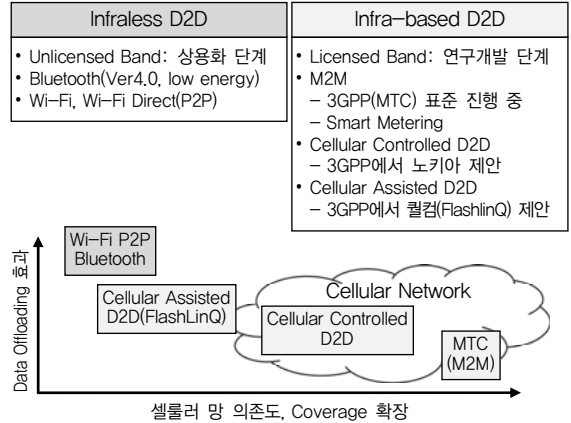 Infraless D2D
• Unlicensed Band: 상용화 단계
• Bluetooth(Ver4.0, low energy)
• Wi-Fi, Wi-Fi Direct(P2P)
Infra-based D2D
• Licensed Band: 연구개발 단계
• M2M
– 3GPP(MTC) 표준 진행 중
– Smart Metering
• Cellular Controlled D2D
– 3GPP에서 노키아 제안
• Cellular Assisted D2D
– 3GPP에서 퀄컴(FlashlinQ) 제안
Data Offloading 효과
Wi-Fi P2P
Bluetooth
Cellular Assisted
D2D(FlashLinQ)
Cellular Network
Cellular Controlled
D2D
MTC
(M2M)
셀룰러 망 의존도, Coverage 확장